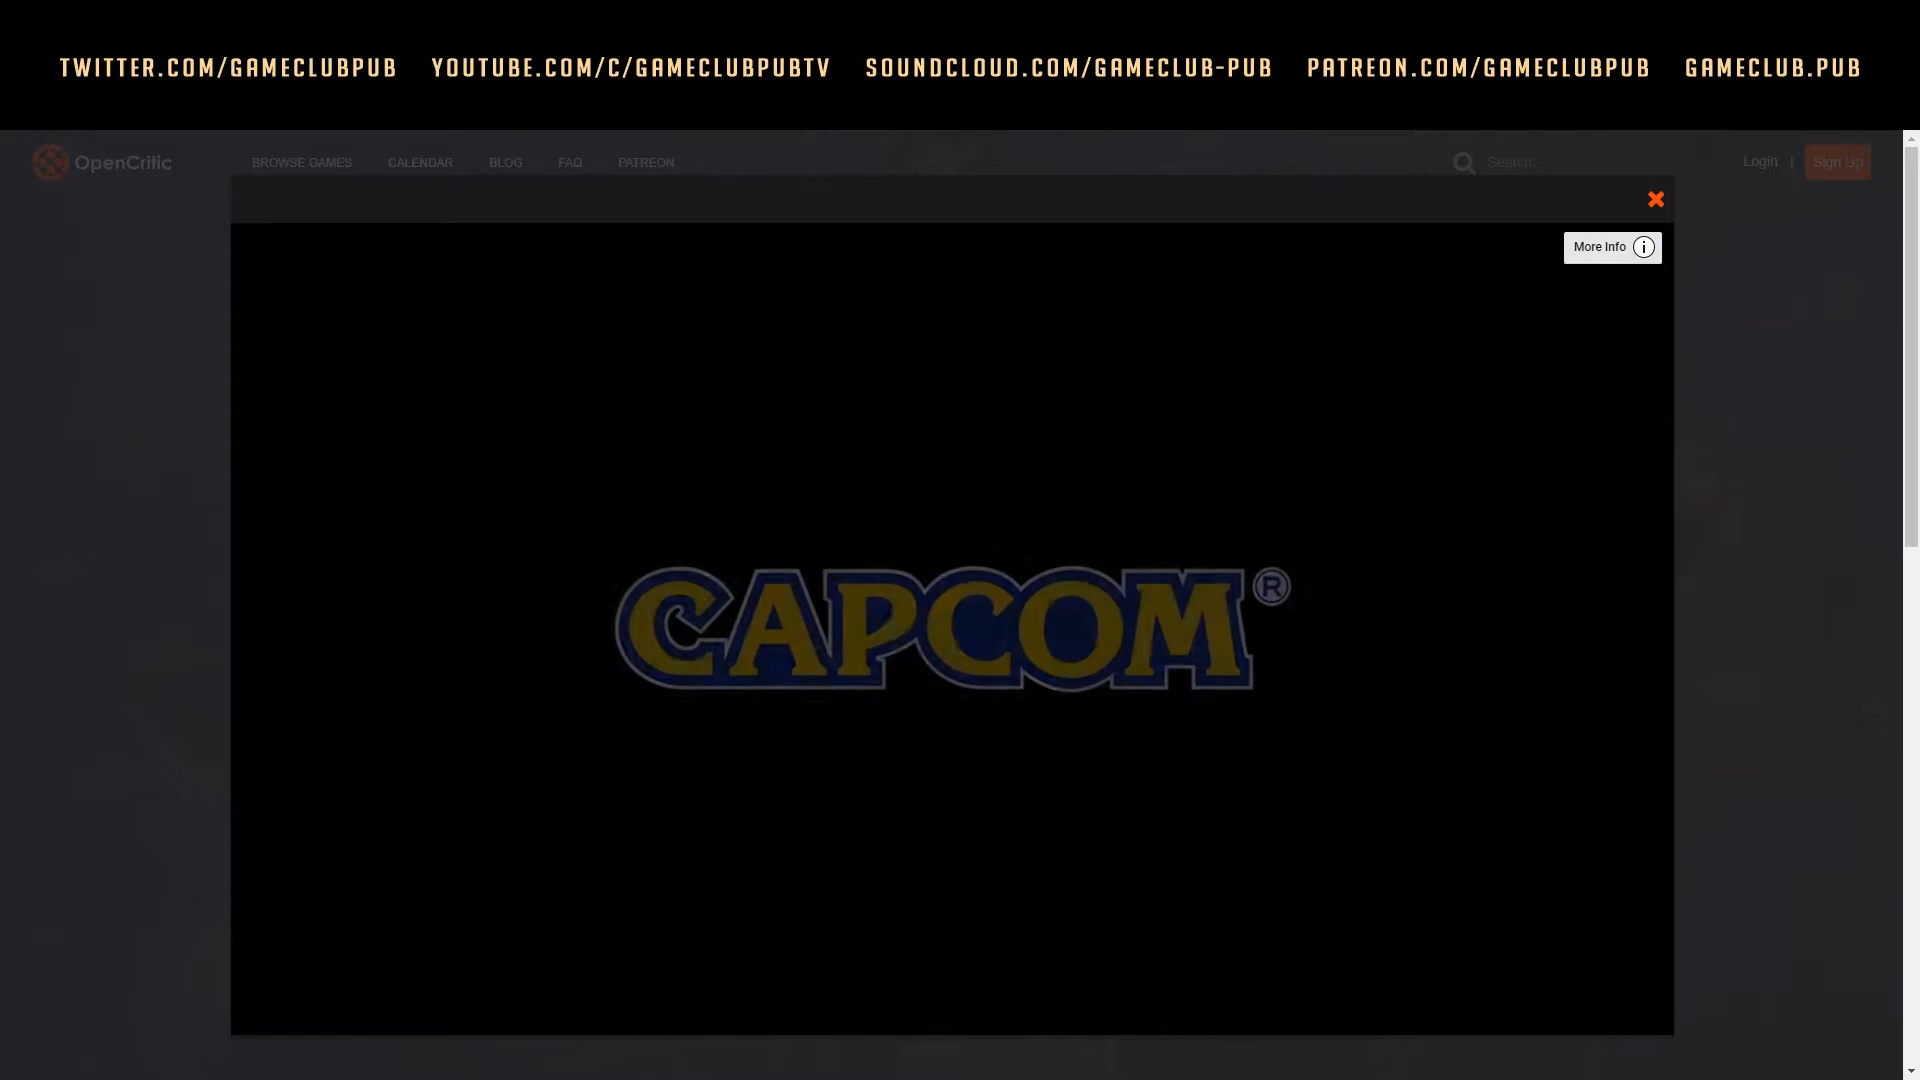 TWITTER.COM/GAMECLUBPUB YOUTUBE.COM/C/GAMECLUBPUBTV SOUNDCLOUD.COM/GAMECLUB-PUB PATREON.COM/GAMECLUBPUB GAMECLUB.PUB
OpenCritic BROWSE GAMES CALENDAR BLOG FAQ PATREON Search... Login | Sign Up
More Info i
CAPCOM®